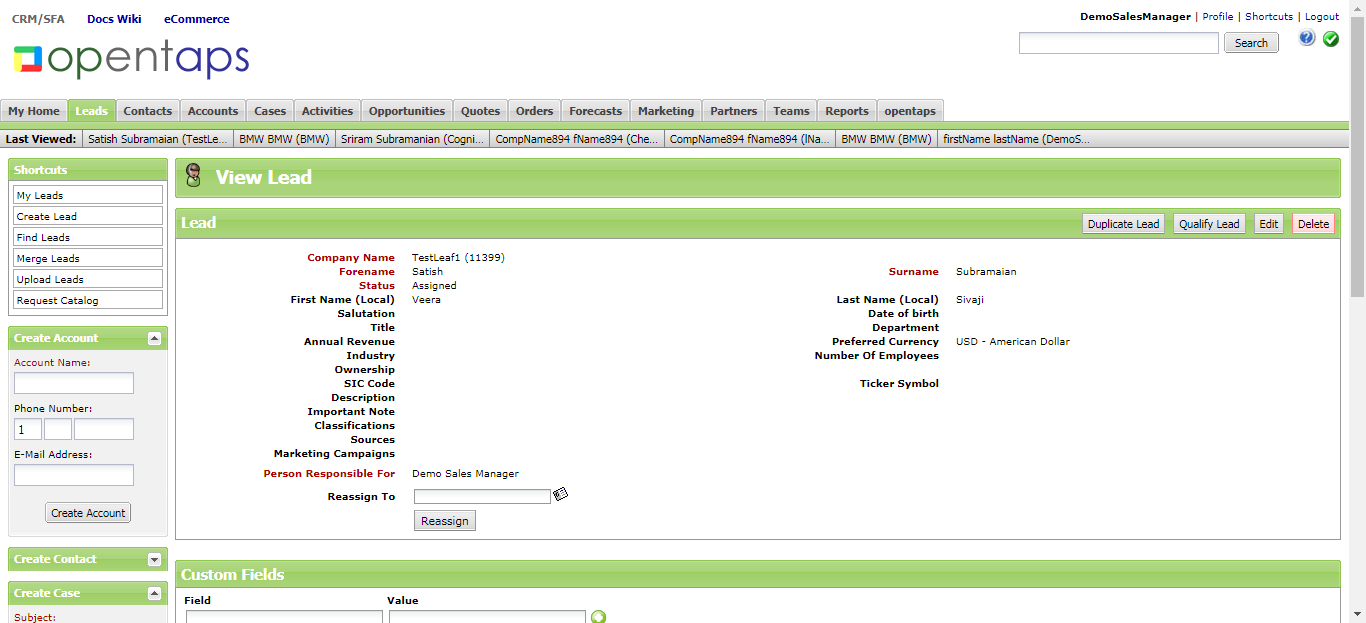 CRM/SFA Docs Wiki eCommerce
DemoSalesManager | Profile | Shortcuts | Logout
opentaps
Search
My Home Leads Contacts Accounts Cases Activities Opportunities Quotes Orders Forecasts Marketing Partners Teams Reports opentaps
Last Viewed: Satish Subramaian (TestLe... BMW BMW (BMW) Sriram Subramanian (Cogni... CompName894 fName894 (Che... CompName894 fName894 (lNa... BMW BMW (BMW) firstName lastName (DemoS...
Shortcuts
My Leads
Create Lead
Find Leads
Merge Leads
Upload Leads
Request Catalog
Create Account
Account Name:
Phone Number:
1
E-Mail Address:
Create Account
Create Contact
Create Case
Subject:
View Lead
Lead Duplicate Lead Qualify Lead Edit Delete
Company Name TestLeaf1 (11399)
Forename Satish Surname Subramaian
Status Assigned
First Name (Local) Veera Last Name (Local) Sivaji
Salutation Date of birth
Title Department
Annual Revenue Preferred Currency USD - American Dollar
Industry Number Of Employees
Ownership
SIC Code Ticker Symbol
Description
Important Note
Classifications
Sources
Marketing Campaigns
Person Responsible For Demo Sales Manager
Reassign To
Reassign
Custom Fields
Field Value